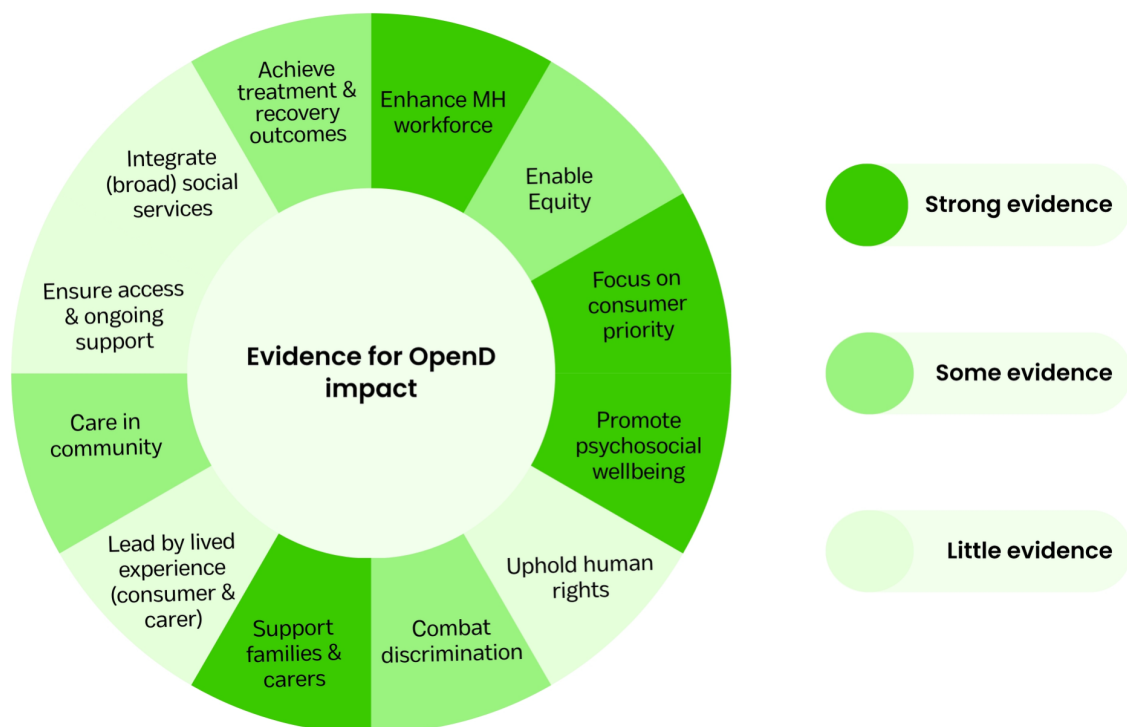 Achieve
treatment &
recovery
outcomes
Enhance MH
workforce
Enable
Equity
Focus on
consumer
priority
Promote
psychosocial
wellbeing
Uphold human
rights
Combat
discrimination
Support
families &
carers
Lead by lived
experience
(consumer &
carer)
Care in
community
Ensure access
& ongoing
support
Integrate
(broad) social
services
Evidence for OpenD
impact
Strong evidence
Some evidence
Little evidence